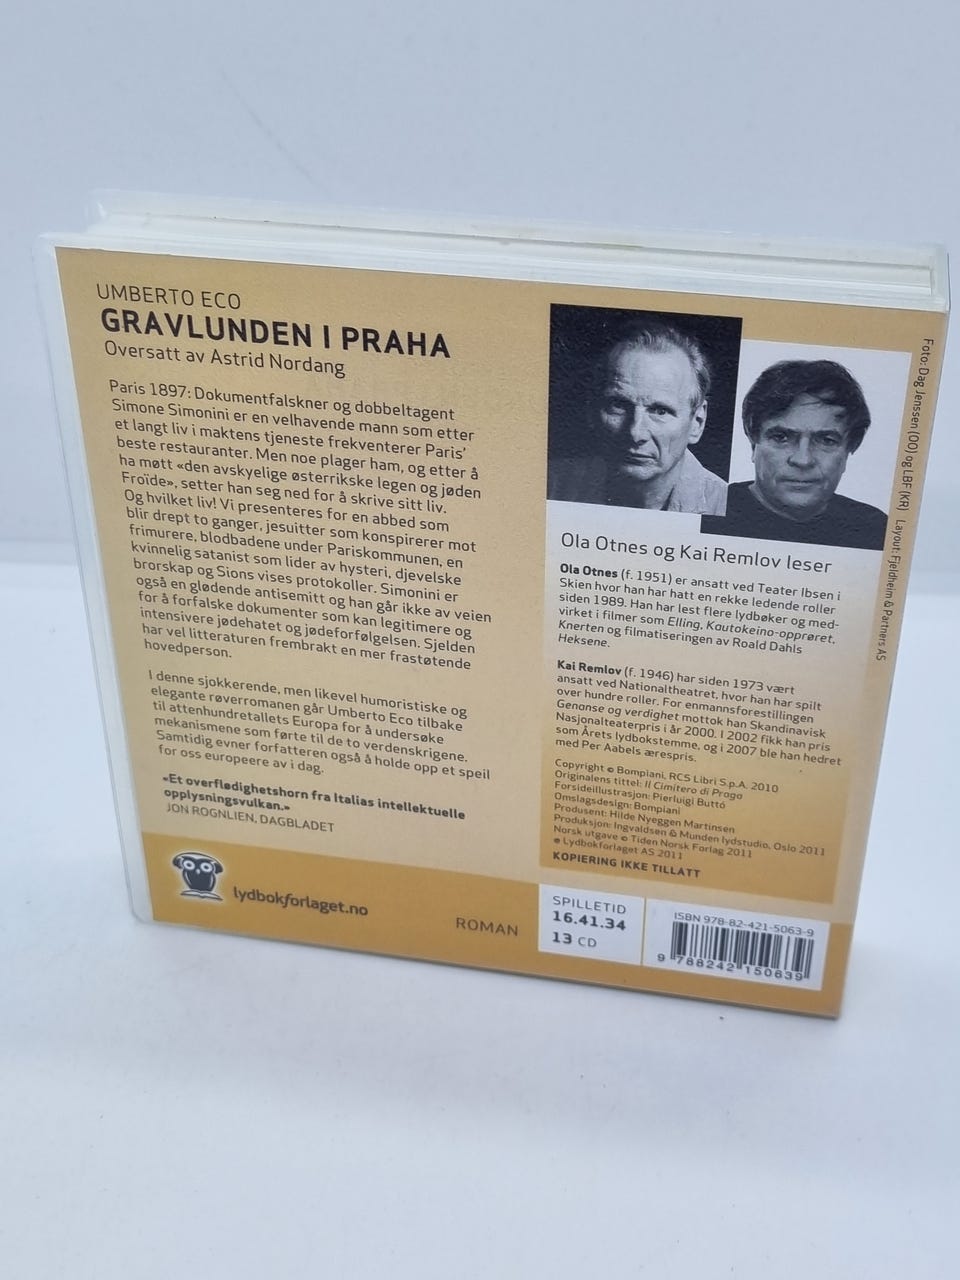 UMBERTO ECO
GRAVLUNDEN I PRAHA
Oversatt av Astrid Nordang
Paris 1897: Dokumentfalskner og dobbeltagent
Simone Simonini er en velhavende mann som etter
et langt liv i maktens tjeneste frekventerer Paris'
beste restauranter. Men noe plager ham, og etter å
ha møtt «den avskyelige østerrikske legen og jøden
Froïde», setter han seg ned for å skrive sitt liv.
Og hvilket liv! Vi presenteres for en abbed som
blir drept to ganger, jesuitter som konspirerer mot
frimurere, blodbadene under Pariskommunen, en
kvinnelig satanist som lider av hysteri, djevelske
brorskap og Sions vises protokoller. Simonini er
også en glødende antisemitt og han går ikke av veien
for å forfalske dokumenter som kan legitimere og
intensivere jødehatet og jødeforfølgelsen. Sjelden
har vel litteraturen frembrakt en mer frastøtende
hovedperson.
I denne sjokkerende, men likevel humoristiske og
elegante røverromanen går Umberto Eco tilbake
til attenhundretallets Europa for å undersøke
mekanismene som førte til de to verdenskrigene.
Samtidig evner forfatteren også å holde opp et speil
for oss europeere av i dag.
«Et overflødighetshorn fra Italias intellektuelle
opplysningsvulkan.»
JON ROGNLIEN, DAGBLADET
lydbokforlaget.no
ROMAN
Ola Otnes og Kai Remlov leser
Ola Otnes (f. 1951) er ansatt ved Teater Ibsen i
Skien hvor han har hatt en rekke ledende roller
siden 1989. Han har lest flere lydbøker og med-
virket i filmer som Elling, Kautokeino-opprøret,
Knerten og filmatiseringen av Roald Dahls
Heksene.
Kai Remlov (f. 1946) har siden 1973 vært
ansatt ved Nationaltheatret, hvor han har spilt
over hundre roller. For enmannsforestillingen
Genanse og verdighet mottok han Skandinavisk
Nasjonalteaterpris i år 2000. I 2002 fikk han pris
som Årets lydbokstemme, og i 2007 ble han hedret
med Per Aabels ærespris.
Copyright © Bompiani, RCS Libri S.p.A. 2010
Originalens tittel: Il Cimitero di Praga
Forsideillustrasjon: Pierluigi Buttò
Omslagsdesign: Bompiani
Produsent: Hilde Nyeggen Martinsen
Produksjon: Ingvaldsen & Munden lydstudio, Oslo 2011
Norsk utgave © Tiden Norsk Forlag 2011
℗ Lydbokforlaget AS 2011
KOPIERING IKKE TILLATT
SPILLETID
16.41.34
13 CD
ISBN 978-82-421-5063-9
9 788242 150639
Foto: Dag Jenssen (OO) og LBF (KR) Layout: Fjeldheim & Partners AS